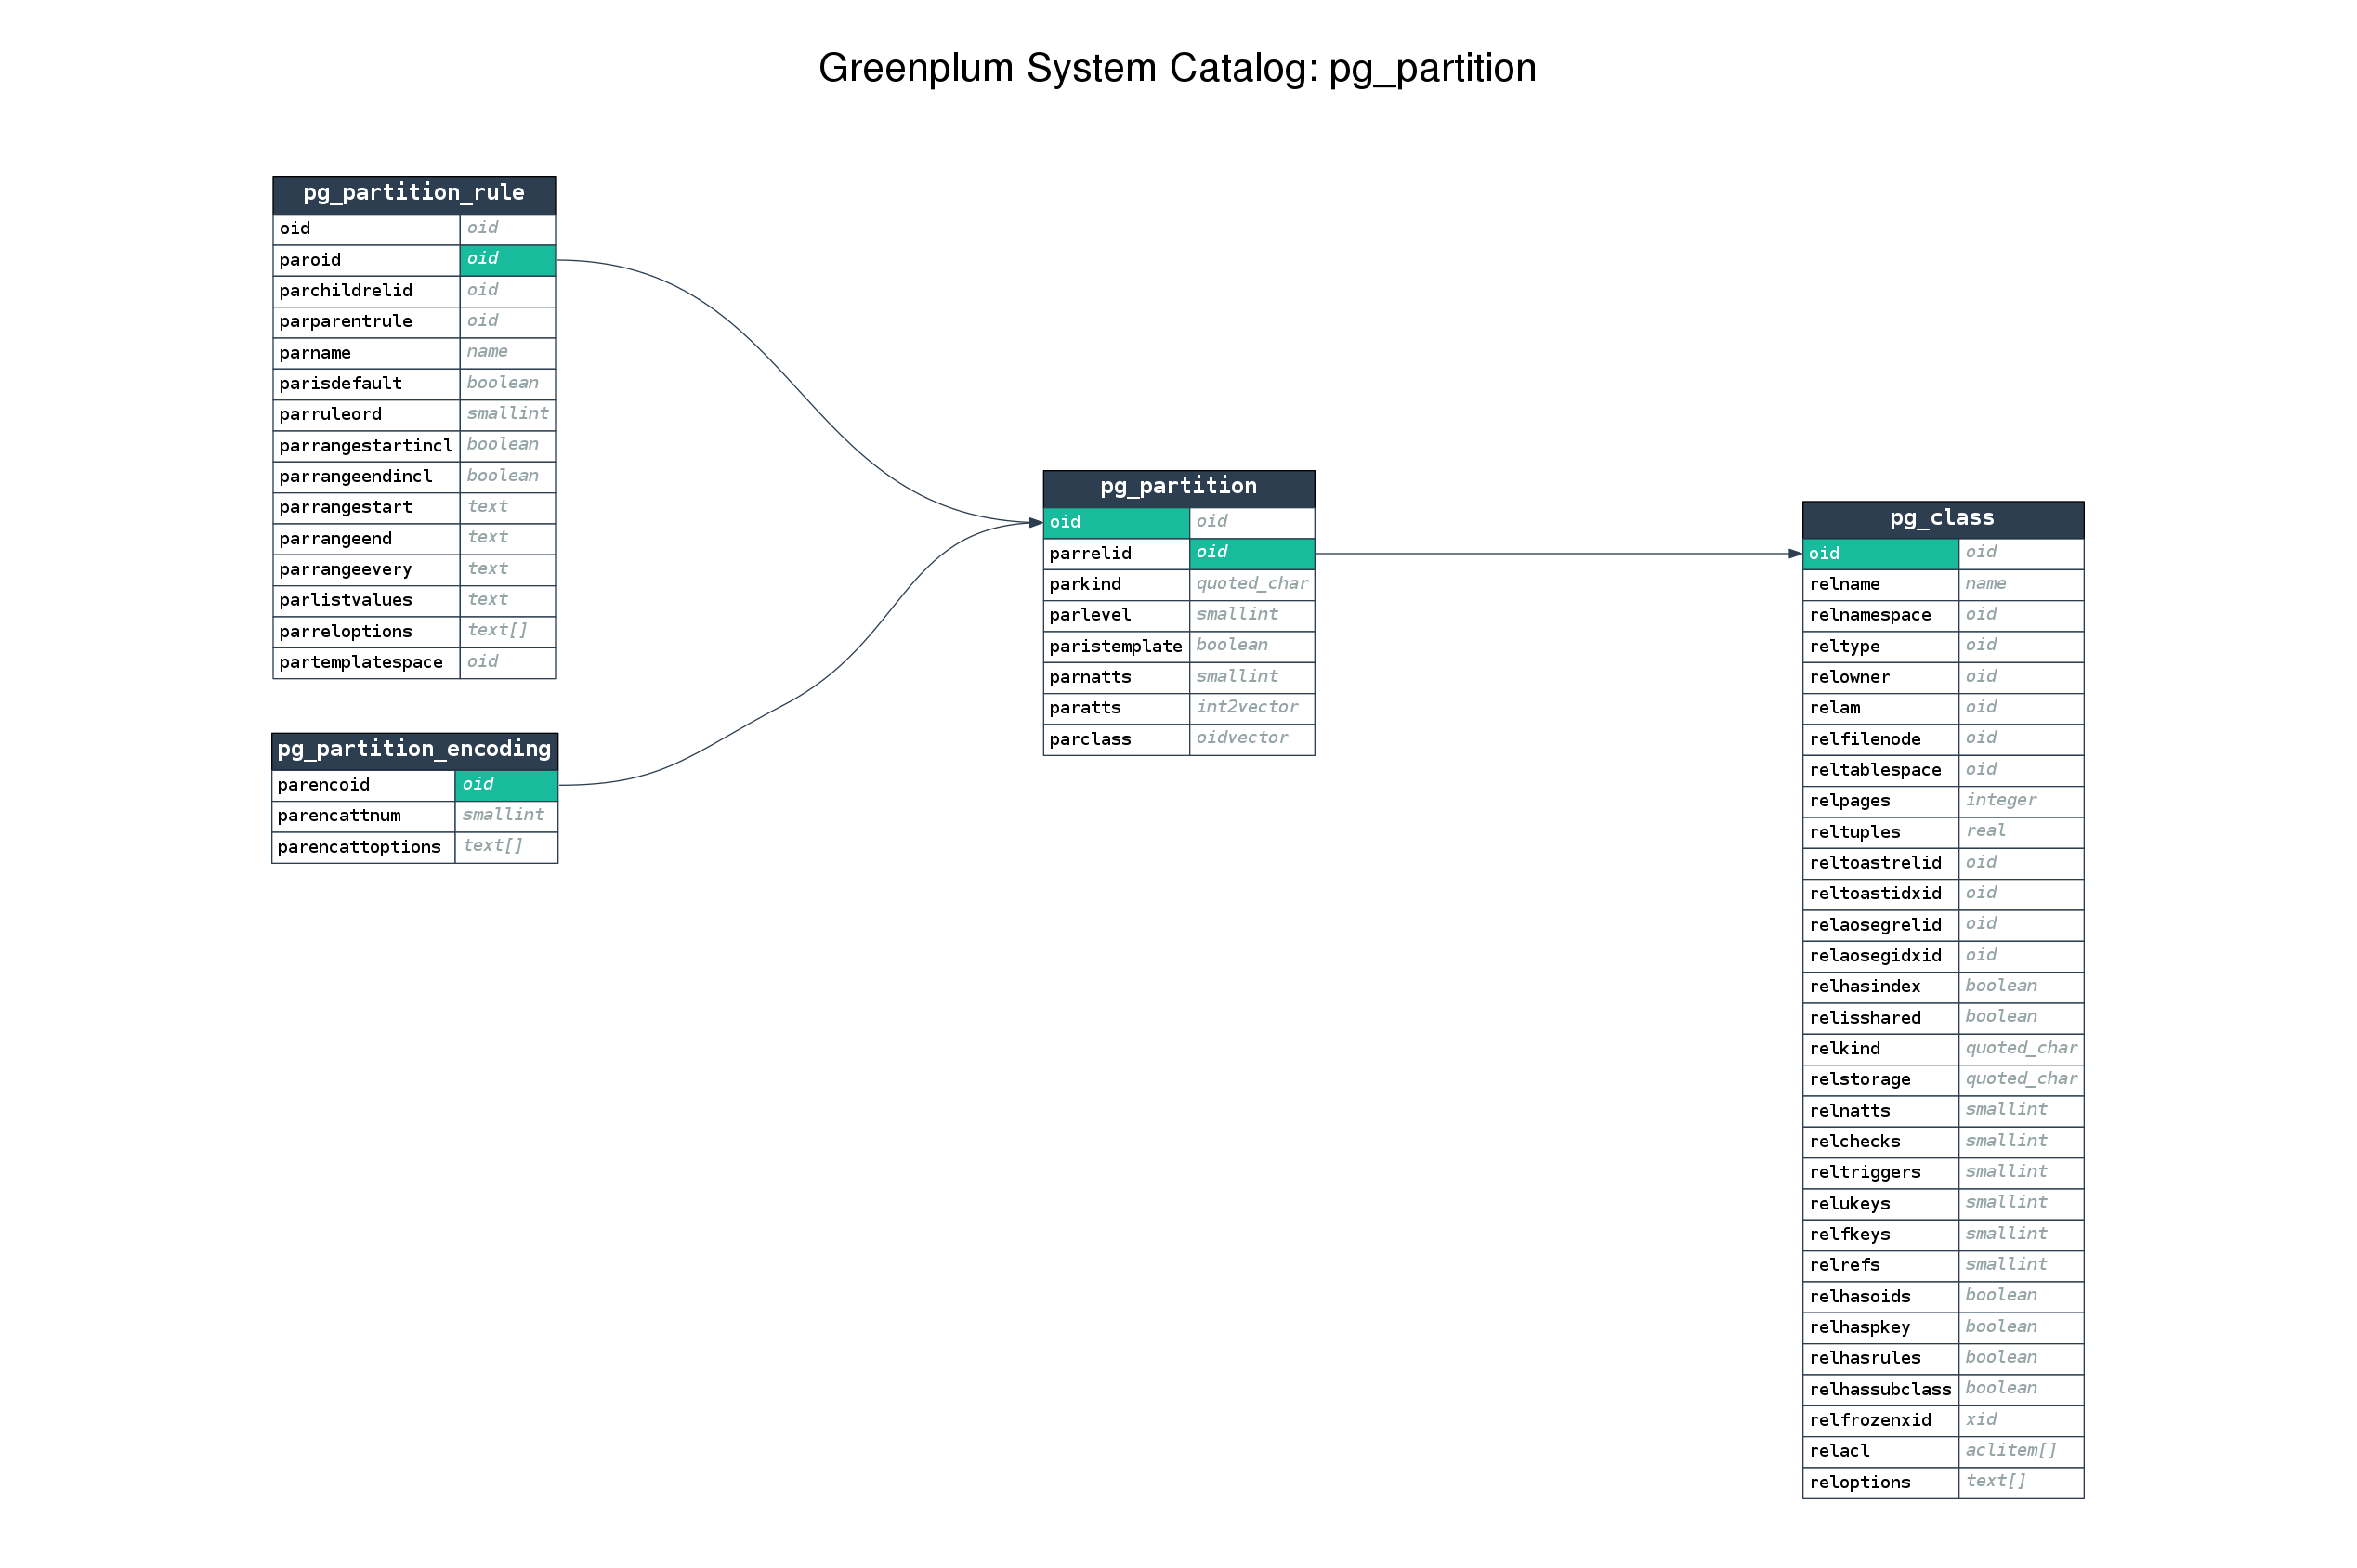 Greenplum System Catalog: pg_partition
pg_partition_rule
oid oid
paroid oid
parchildrelid oid
parparentrule oid
parname name
parisdefault boolean
parruleord smallint
parrangestartincl boolean
parrangeendincl boolean
parrangestart text
parrangeend text
parrangeevery text
parlistvalues text
parreloptions text[]
partemplatespace oid
pg_partition_encoding
parencoid oid
parencattnum smallint
parencattoptions text[]
pg_partition
oid oid
parrelid oid
parkind quoted_char
parlevel smallint
paristemplate boolean
parnatts smallint
paratts int2vector
parclass oidvector
pg_class
oid oid
relname name
relnamespace oid
reltype oid
relowner oid
relam oid
relfilenode oid
reltablespace oid
relpages integer
reltuples real
reltoastrelid oid
reltoastidxid oid
relaosegrelid oid
relaosegidxid oid
relhasindex boolean
relisshared boolean
relkind quoted_char
relstorage quoted_char
relnatts smallint
relchecks smallint
reltriggers smallint
relukeys smallint
relfkeys smallint
relrefs smallint
relhasoids boolean
relhaspkey boolean
relhasrules boolean
relhassubclass boolean
relfrozenxid xid
relacl aclitem[]
reloptions text[]